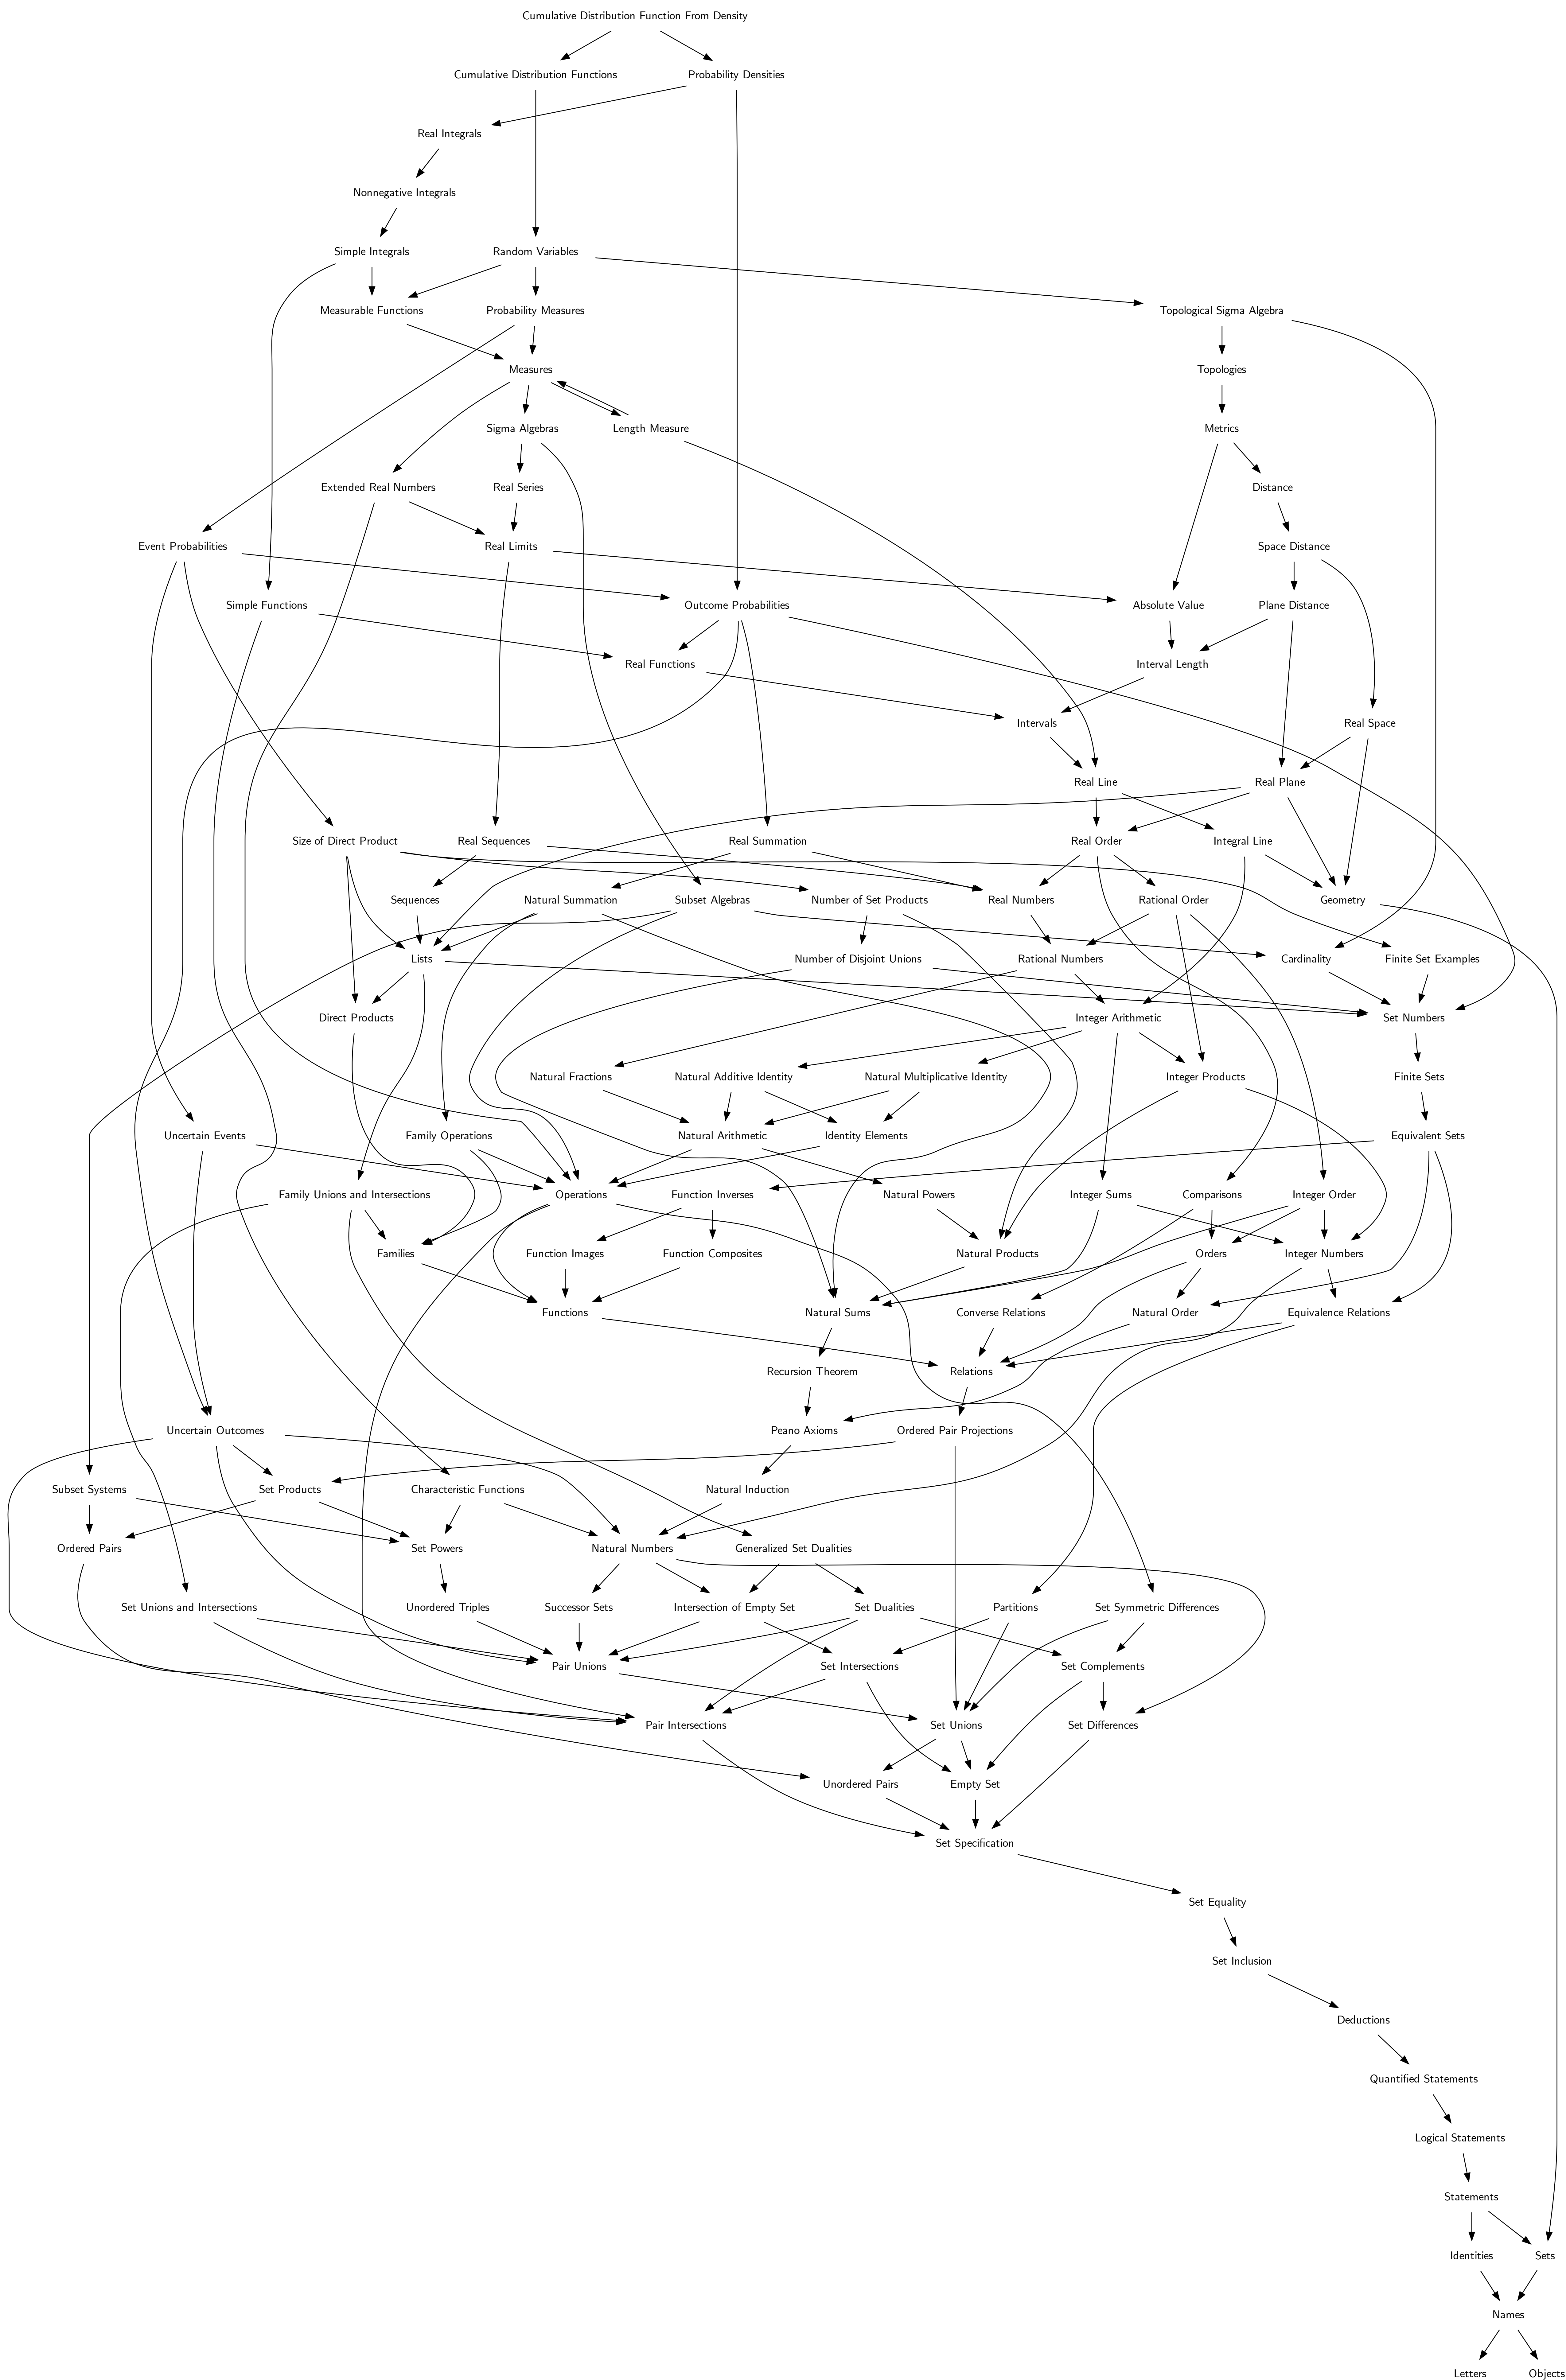 Cumulative Distribution Function From Density
Cumulative Distribution Functions
Probability Densities
Real Integrals
Nonnegative Integrals
Simple Integrals
Random Variables
Measurable Functions
Probability Measures
Topological Sigma Algebra
Measures
Topologies
Sigma Algebras
Length Measure
Metrics
Extended Real Numbers
Real Series
Distance
Event Probabilities
Real Limits
Space Distance
Simple Functions
Outcome Probabilities
Absolute Value
Plane Distance
Real Functions
Interval Length
Intervals
Real Space
Real Line
Real Plane
Size of Direct Product
Real Sequences
Real Summation
Real Order
Integral Line
Sequences
Natural Summation
Subset Algebras
Number of Set Products
Real Numbers
Rational Order
Geometry
Lists
Number of Disjoint Unions
Rational Numbers
Cardinality
Finite Set Examples
Direct Products
Integer Arithmetic
Set Numbers
Natural Fractions
Natural Additive Identity
Natural Multiplicative Identity
Integer Products
Finite Sets
Uncertain Events
Family Operations
Natural Arithmetic
Identity Elements
Equivalent Sets
Family Unions and Intersections
Operations
Function Inverses
Natural Powers
Integer Sums
Comparisons
Integer Order
Families
Function Images
Function Composites
Natural Products
Orders
Integer Numbers
Functions
Natural Sums
Converse Relations
Natural Order
Equivalence Relations
Recursion Theorem
Relations
Uncertain Outcomes
Peano Axioms
Ordered Pair Projections
Subset Systems
Set Products
Characteristic Functions
Natural Induction
Ordered Pairs
Set Powers
Natural Numbers
Generalized Set Dualities
Set Unions and Intersections
Unordered Triples
Successor Sets
Intersection of Empty Set
Set Dualities
Partitions
Set Symmetric Differences
Pair Unions
Set Intersections
Set Complements
Pair Intersections
Set Unions
Set Differences
Unordered Pairs
Empty Set
Set Specification
Set Equality
Set Inclusion
Deductions
Quantified Statements
Logical Statements
Statements
Identities
Sets
Names
Letters
Objects